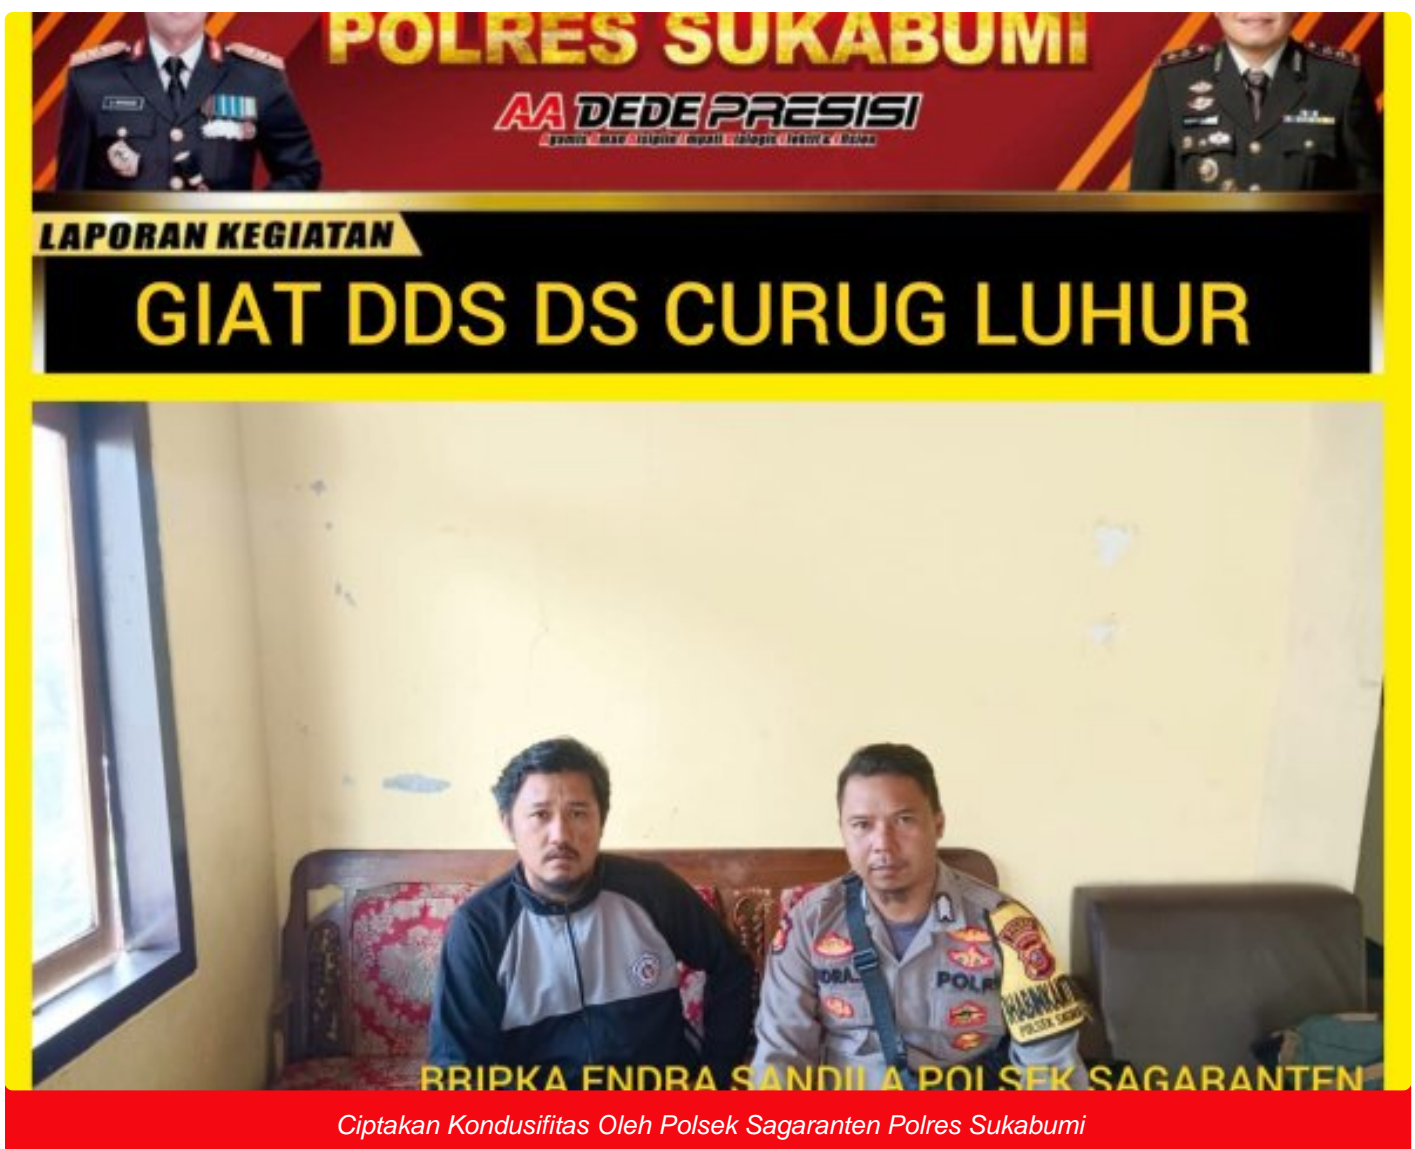 POLRES SUKABUMI
AA DEDE PRESISI
LAPORAN KEGIATAN
GIAT DDS DS CURUG LUHUR
POLRI
POLSEK
BRIPKA ENDRA SANDILA POLSEK SAGARANTEN
Ciptakan Kondusifitas Oleh Polsek Sagaranten Polres Sukabumi